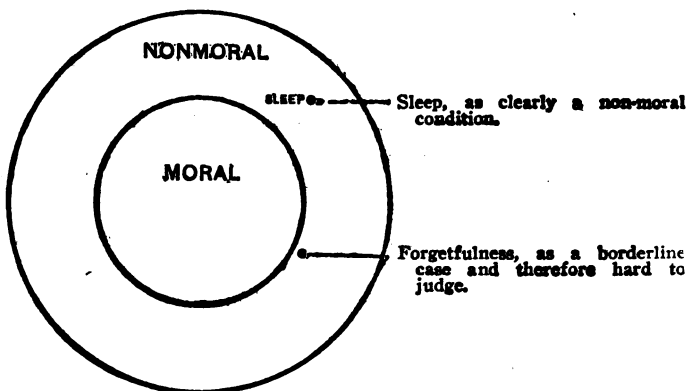 NONMORAL
SLEEP
Sleep, as clearly a non-moral
condition.
MORAL
Forgetfulness, as a borderline
case and therefore hard to
judge.